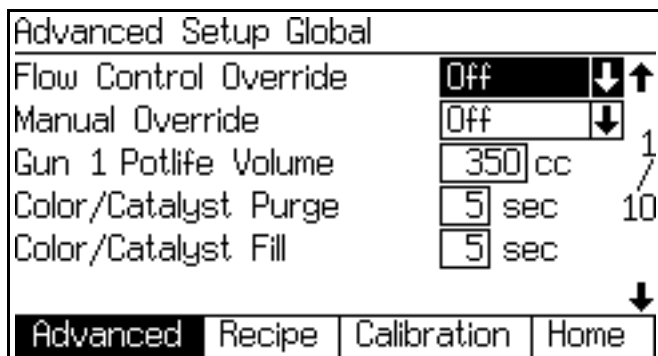 Advanced Setup Global
Flow Control Override Off
Manual Override Off
Gun 1 Potlife Volume 350 cc
Color/Catalyst Purge 5 sec
Color/Catalyst Fill 5 sec
1/10
Advanced Recipe Calibration Home